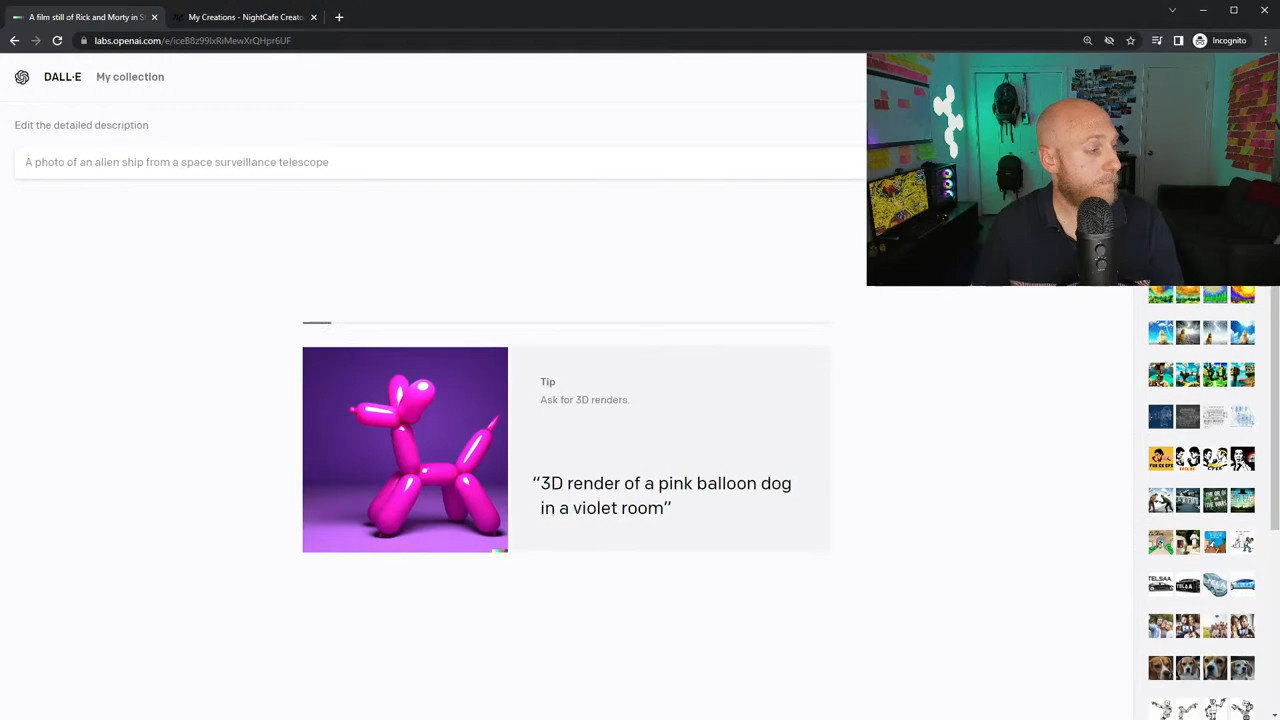 A film still of Rick and Morty in S
My Creations - NightCafe Creato
labs.openai.com/e/iceB8z99lxRiMewXrQHpr6UF
Incognito
DALL·E
My collection
Edit the detailed description
A photo of an alien ship from a space surveillance telescope
Tip
Ask for 3D renders.
“3D render of a pink balloon dog
in a violet room”
TELSAA